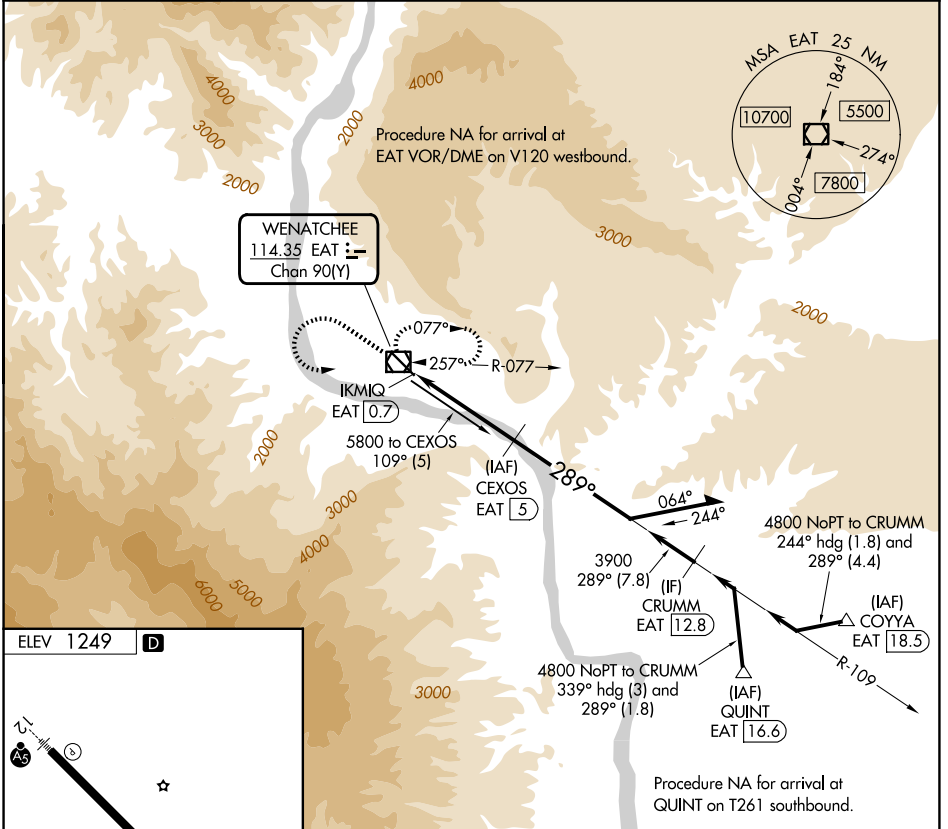 MSA EAT 25 NM
184°
10700
5500
274°
7800
004°
4000
4000
3000
2000
2000
Procedure NA for arrival at
EAT VOR/DME on V120 westbound.
3000
WENATCHEE
114.35 EAT
Chan 90(Y)
2000
077°
257°
R-077
IKMIQ
EAT 0.7
5800 to CEXOS
109° (5)
2000
(IAF)
CEXOS
EAT 5
289°
064°
244°
3000
4000
5000
6000
3900
289° (7.8)
(IF)
CRUMM
EAT 12.8
4800 NoPT to CRUMM
244° hdg (1.8) and
289° (4.4)
(IAF)
COYYA
EAT 18.5
R-109
4800 NoPT to CRUMM
339° hdg (3) and
289° (1.8)
(IAF)
QUINT
EAT 16.6
3000
ELEV 1249 D
12
A5
P
Procedure NA for arrival at
QUINT on T261 southbound.